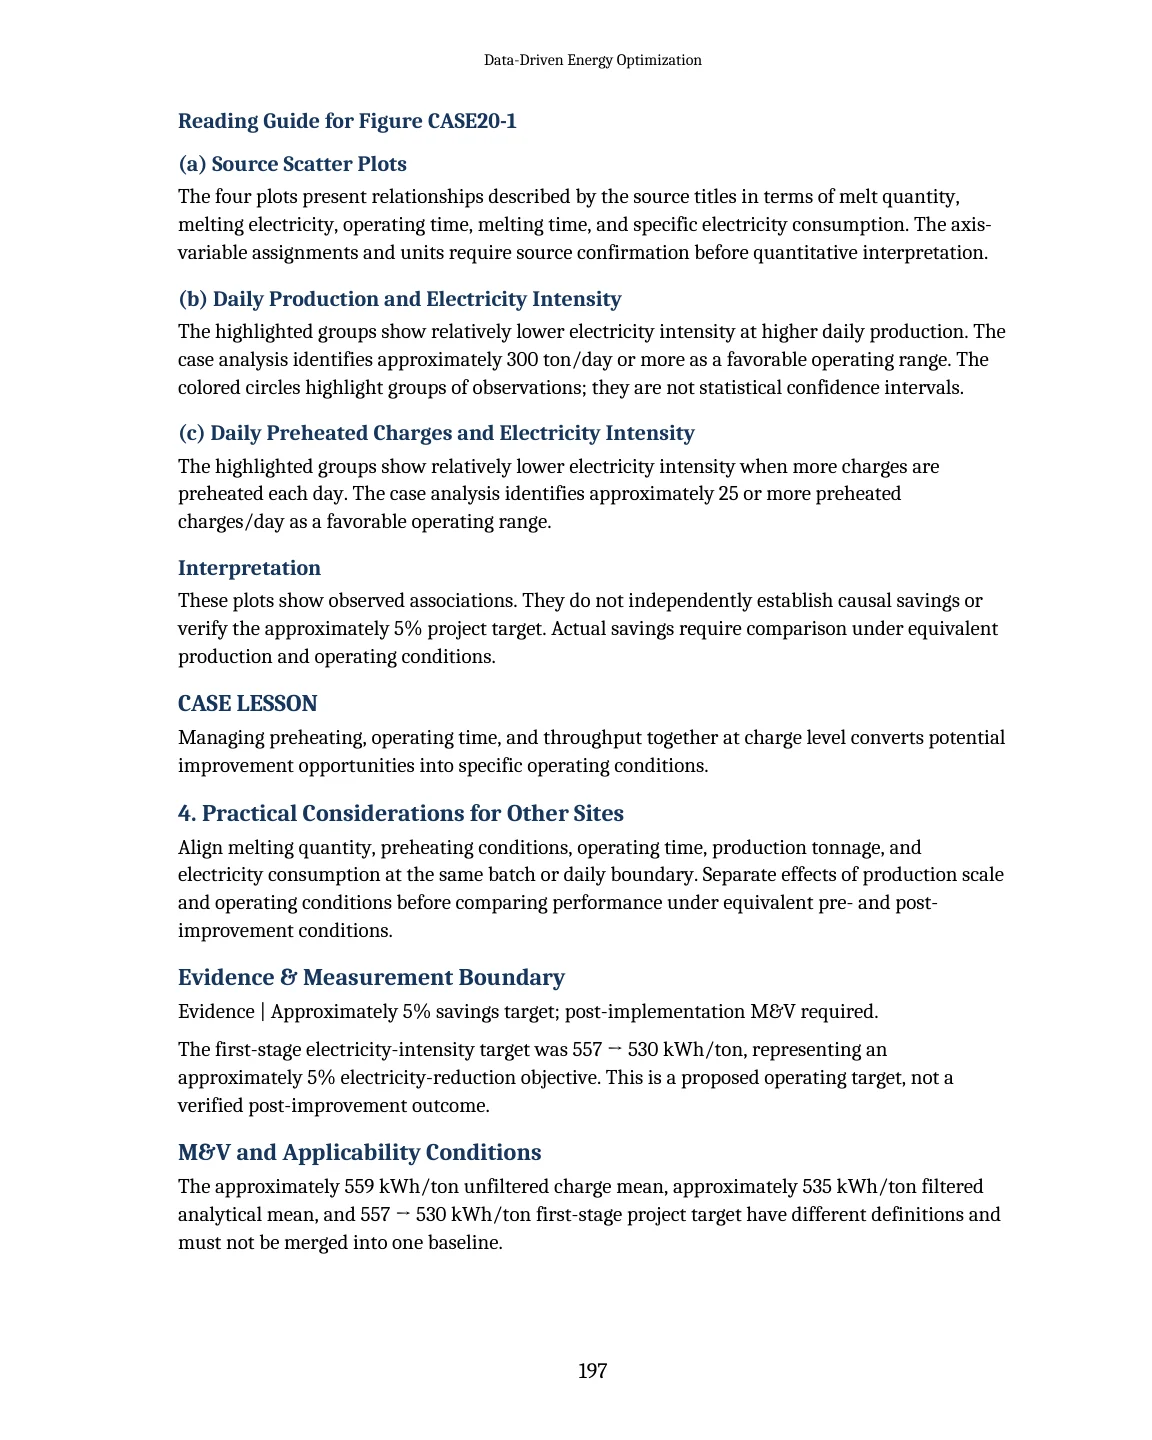 Data-Driven Energy Optimization
Reading Guide for Figure CASE20-1
(a) Source Scatter Plots
The four plots present relationships described by the source titles in terms of melt quantity,
melting electricity, operating time, melting time, and specific electricity consumption. The axis-
variable assignments and units require source confirmation before quantitative interpretation.
(b) Daily Production and Electricity Intensity
The highlighted groups show relatively lower electricity intensity at higher daily production. The
case analysis identifies approximately 300 ton/day or more as a favorable operating range. The
colored circles highlight groups of observations; they are not statistical confidence intervals.
(c) Daily Preheated Charges and Electricity Intensity
The highlighted groups show relatively lower electricity intensity when more charges are
preheated each day. The case analysis identifies approximately 25 or more preheated
charges/day as a favorable operating range.
Interpretation
These plots show observed associations. They do not independently establish causal savings or
verify the approximately 5% project target. Actual savings require comparison under equivalent
production and operating conditions.
CASE LESSON
Managing preheating, operating time, and throughput together at charge level converts potential
improvement opportunities into specific operating conditions.
4. Practical Considerations for Other Sites
Align melting quantity, preheating conditions, operating time, production tonnage, and
electricity consumption at the same batch or daily boundary. Separate effects of production scale
and operating conditions before comparing performance under equivalent pre- and post-
improvement conditions.
Evidence & Measurement Boundary
Evidence | Approximately 5% savings target; post-implementation M&V required.
The first-stage electricity-intensity target was 557 → 530 kWh/ton, representing an
approximately 5% electricity-reduction objective. This is a proposed operating target, not a
verified post-improvement outcome.
M&V and Applicability Conditions
The approximately 559 kWh/ton unfiltered charge mean, approximately 535 kWh/ton filtered
analytical mean, and 557 → 530 kWh/ton first-stage project target have different definitions and
must not be merged into one baseline.
197